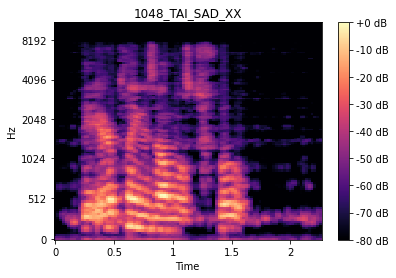 1048_TAI_SAD_XX
+0 dB
8192
-10 dB
4096
-20 dB
-30 dB
2048
Hz
-40 dB
1024
-50 dB
512
-60 dB
-70 dB
0
-80 dB
0 0.5 1 1.5 2
Time